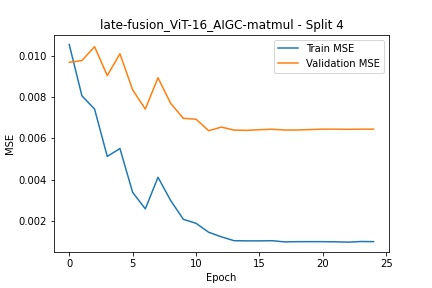 late-fusion_ViT-16_AIGC-matmul - Split 4
Train MSE
Validation MSE
MSE
0.010
0.008
0.006
0.004
0.002
0 5 10 15 20 25
Epoch